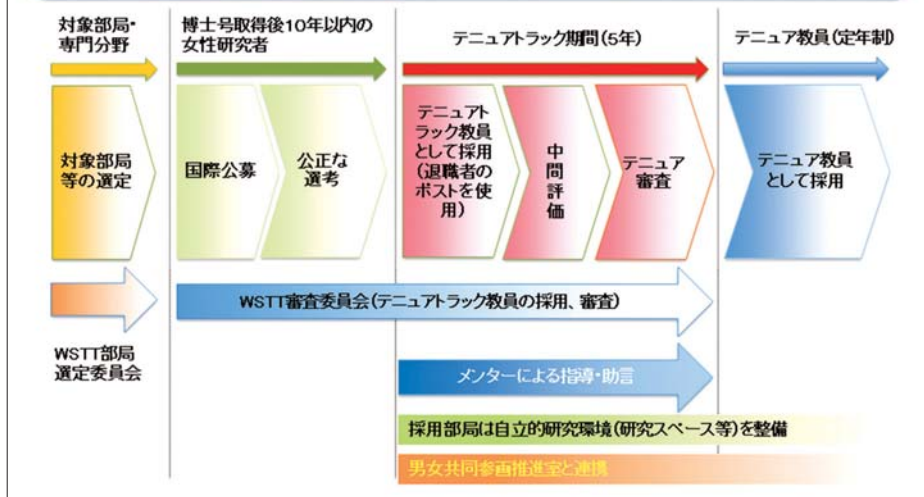 対象部局・
専門分野
博士号取得後10年以内の
女性研究者
テニュアトラック期間(5年)
テニュア教員(定年制)
対象部局
等の選定
国際公募
公正な
選考
テニュアト
ラック教員
として採用
(退職者の
ポストを使
用)
中
間
評
価
テニュア
審査
テニュア教員
として採用
WSTT審査委員会(テニュアトラック教員の採用、審査)
WSTT部局
選定委員会
メンターによる指導・助言
採用部局は自立的研究環境(研究スペース等)を整備
男女共同参画推進室と連携